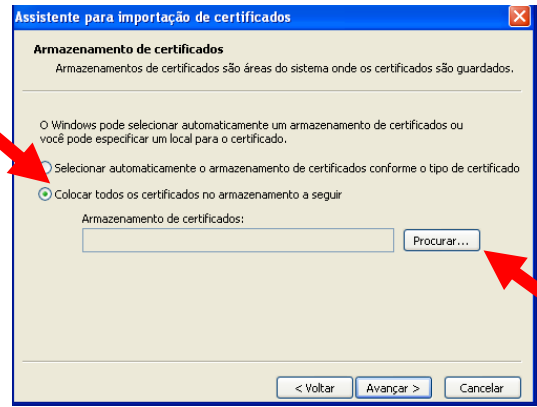 Assistente para importação de certificados
Armazenamento de certificados
Armazenamentos de certificados são áreas do sistema onde os certificados são guardados.
O Windows pode selecionar automaticamente um armazenamento de certificados ou
você pode especificar um local para o certificado.
Selecionar automaticamente o armazenamento de certificados conforme o tipo de certificado
Colocar todos os certificados no armazenamento a seguir
Armazenamento de certificados:
Procurar...
< Voltar Avançar > Cancelar